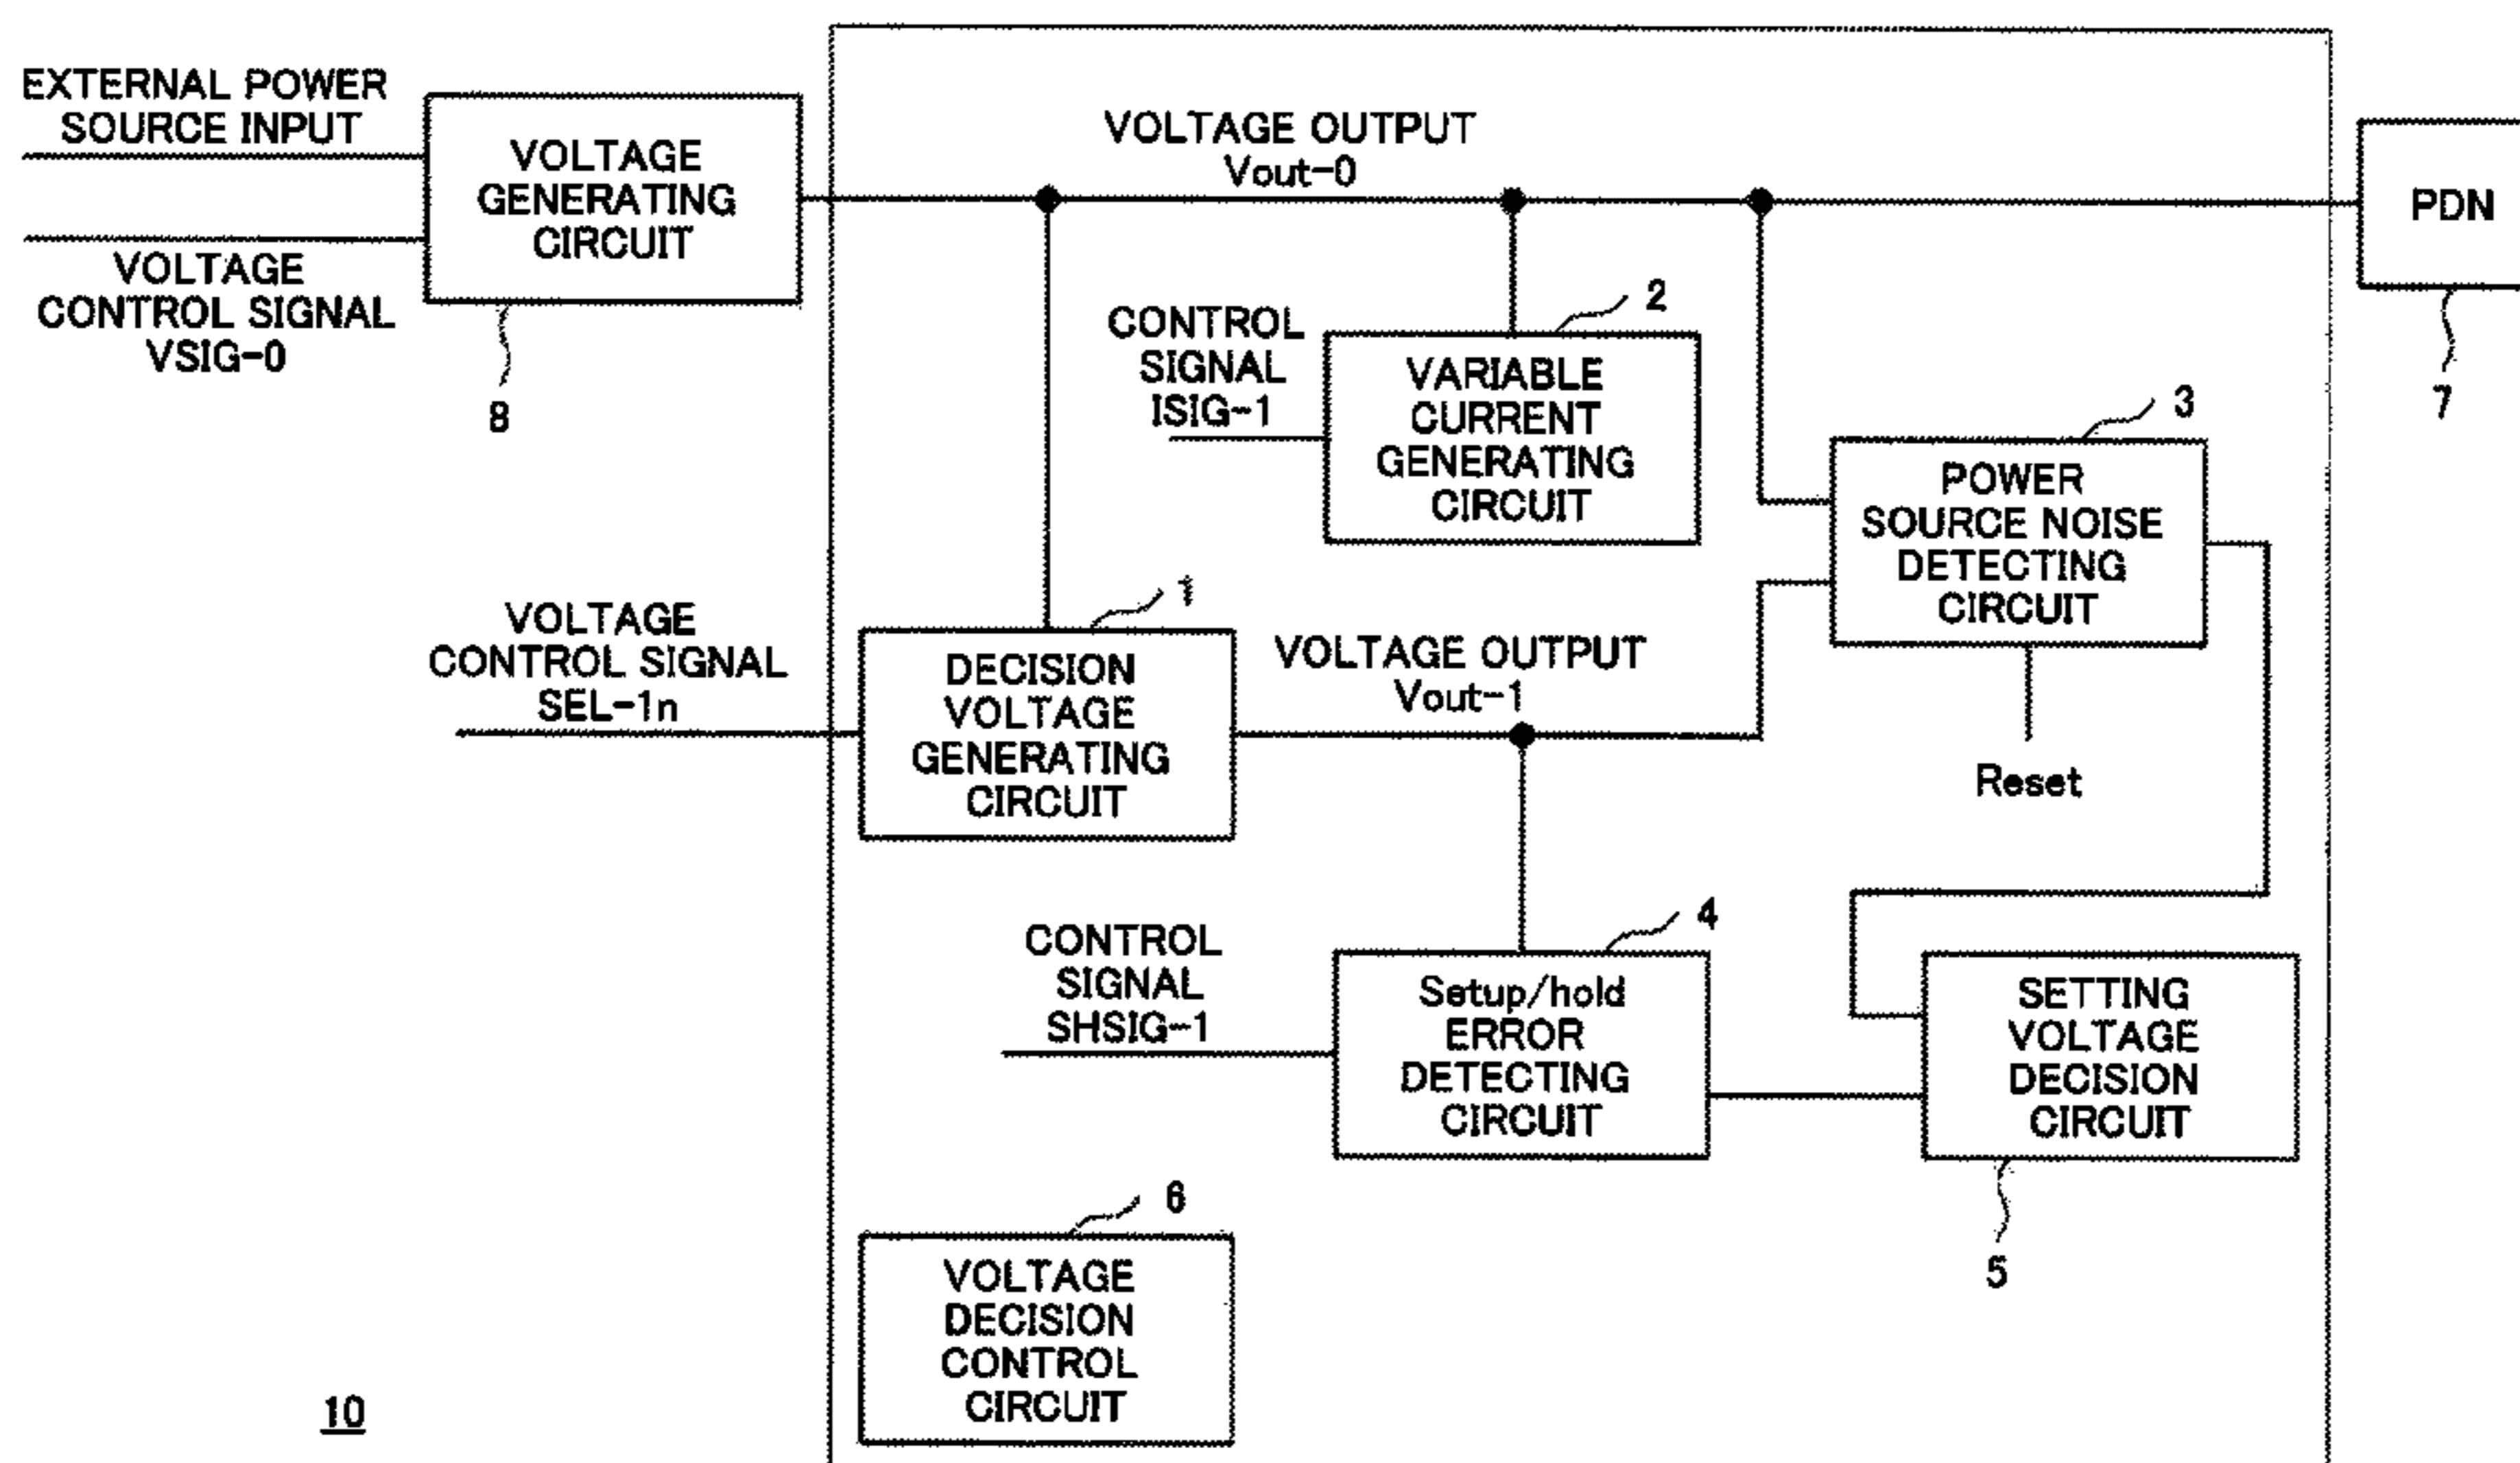 EXTERNAL POWER
SOURCE INPUT
VOLTAGE
CONTROL SIGNAL
VSIG-0
VOLTAGE
GENERATING
CIRCUIT
8
VOLTAGE OUTPUT
Vout-0
PDN
7
CONTROL
SIGNAL
ISIG-1
2
VARIABLE
CURRENT
GENERATING
CIRCUIT
3
POWER
SOURCE NOISE
DETECTING
CIRCUIT
Reset
VOLTAGE
CONTROL SIGNAL
SEL-1n
1
DECISION
VOLTAGE
GENERATING
CIRCUIT
VOLTAGE OUTPUT
Vout-1
CONTROL
SIGNAL
SHSIG-1
4
Setup/hold
ERROR
DETECTING
CIRCUIT
SETTING
VOLTAGE
DECISION
CIRCUIT
5
6
VOLTAGE
DECISION
CONTROL
CIRCUIT
10